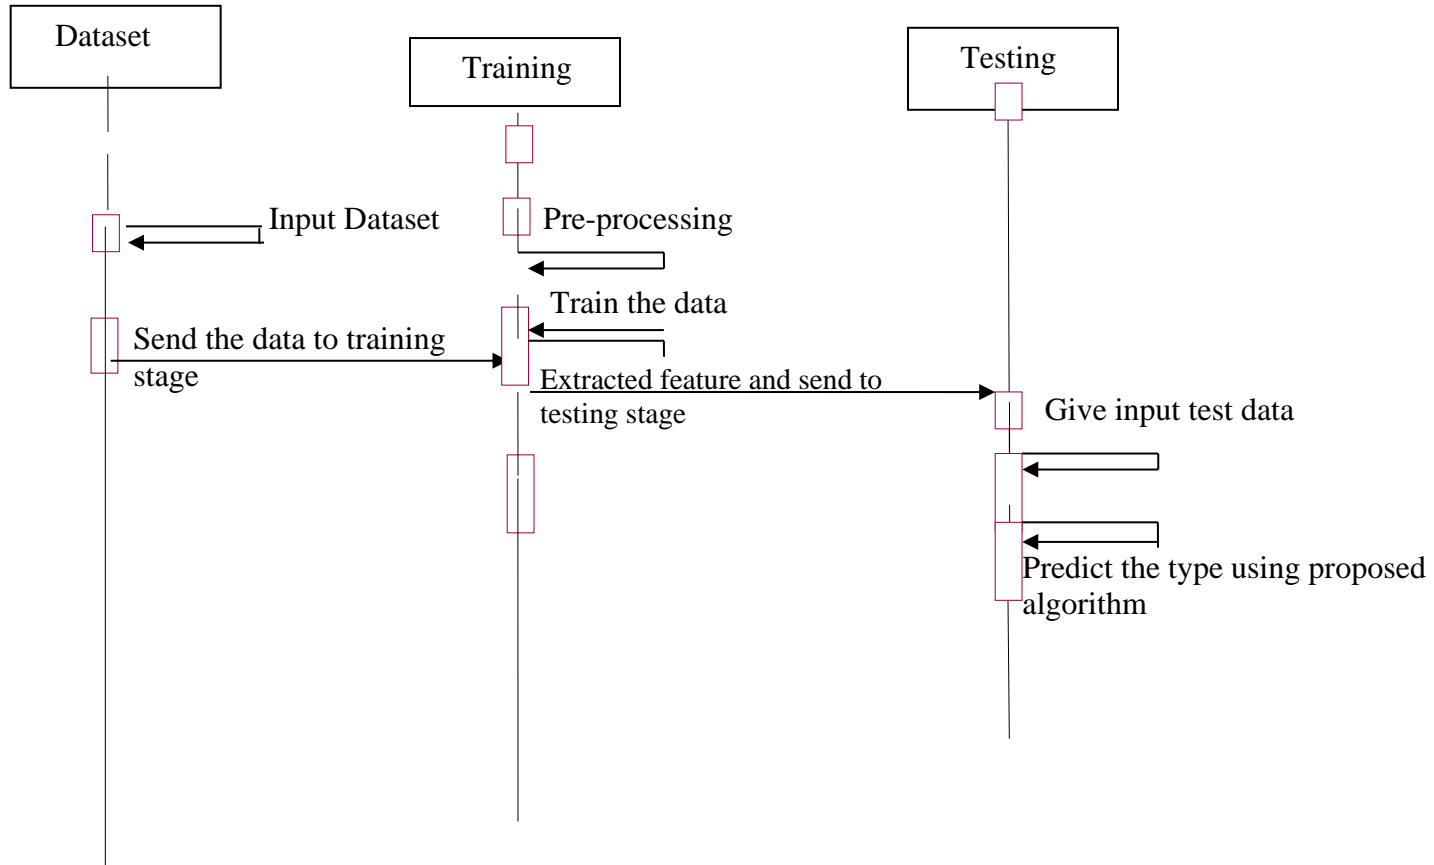 Dataset
Training
Testing
Input Dataset
Pre-processing
Train the data
Send the data to training
stage
Extracted feature and send to
testing stage
Give input test data
Predict the type using proposed
algorithm